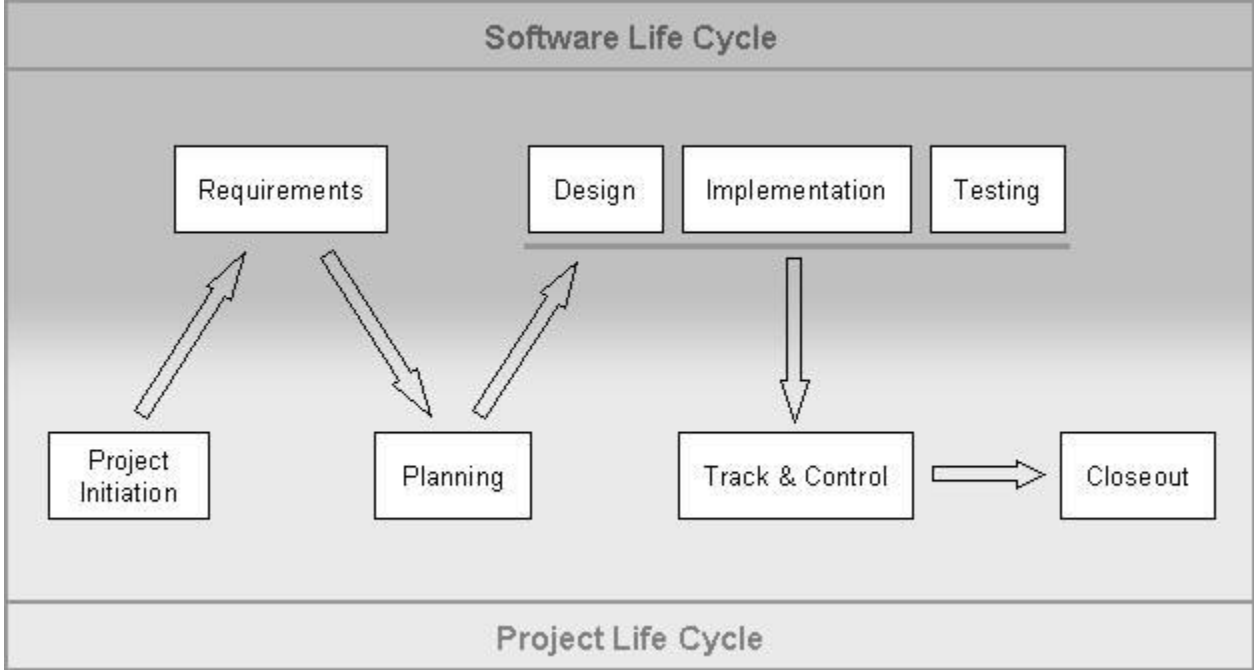 Software Life Cycle
Requirements
Design
Implementation
Testing
Project
Initiation
Planning
Track & Control
Closeout
Project Life Cycle